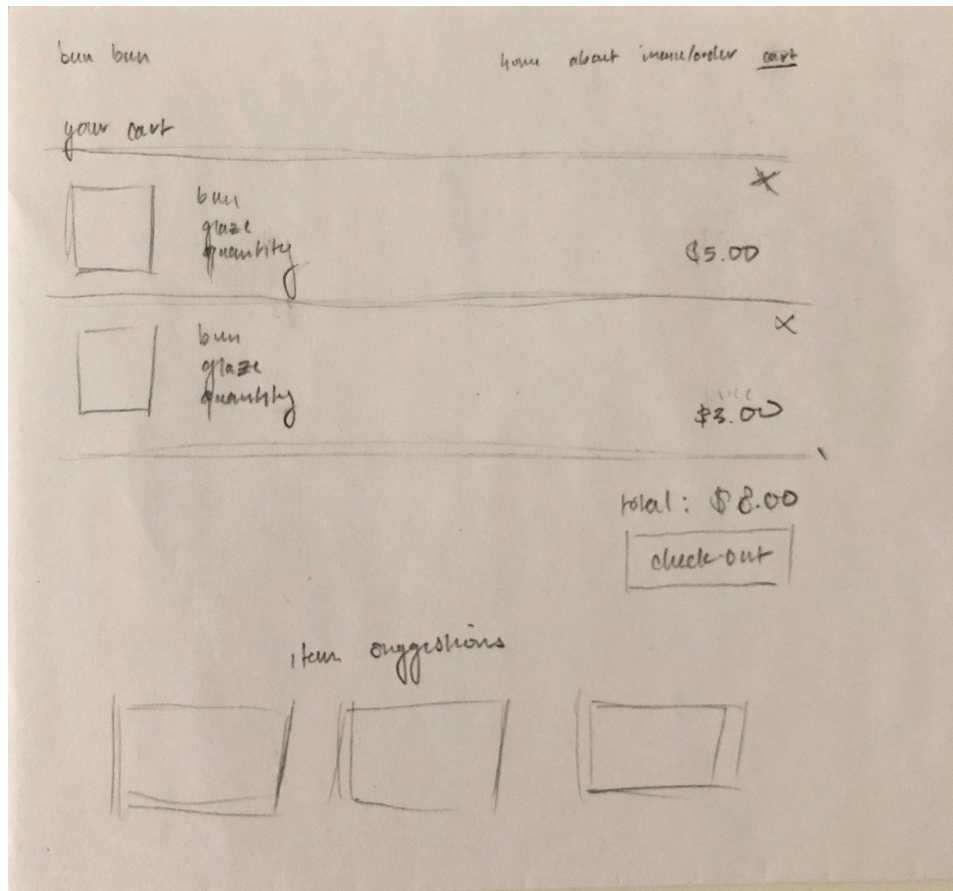 bun bun home about menu/order cart
your cart
X
bun
glaze
quantity
$5.00
X
bun
glaze
quantity
$3.00
total: $8.00
check-out
item suggestions